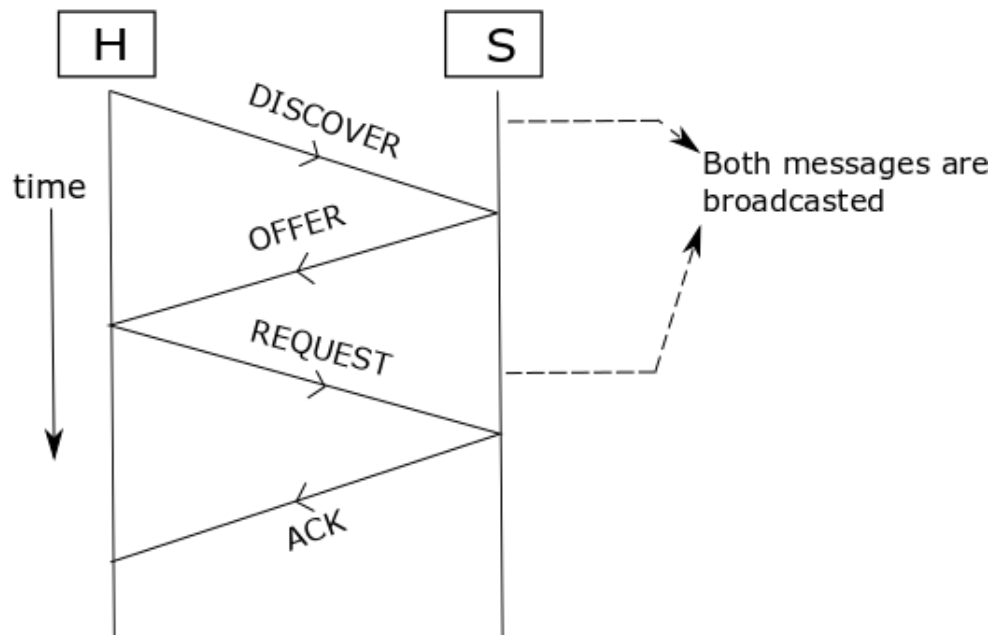 H
S
DISCOVER
time
Both messages are
broadcasted
OFFER
REQUEST
ACK